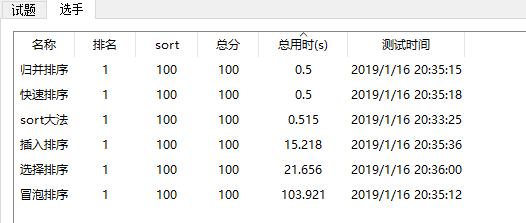 试题 选手
名称 排名 sort 总分 总用时(s) 测试时间
归并排序 1 100 100 0.5 2019/1/16 20:35:15
快速排序 1 100 100 0.5 2019/1/16 20:35:18
sort大法 1 100 100 0.515 2019/1/16 20:33:25
插入排序 1 100 100 15.218 2019/1/16 20:35:36
选择排序 1 100 100 21.656 2019/1/16 20:36:00
冒泡排序 1 100 100 103.921 2019/1/16 20:35:12